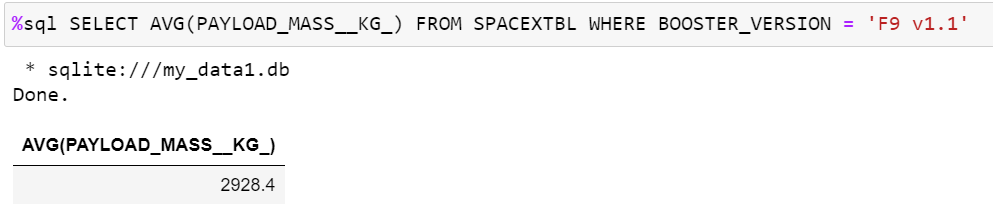 %sql SELECT AVG(PAYLOAD_MASS__KG_) FROM SPACEXTBL WHERE BOOSTER_VERSION = 'F9 v1.1'
* sqlite:///my_data1.db
Done.
AVG(PAYLOAD_MASS__KG_)
2928.4